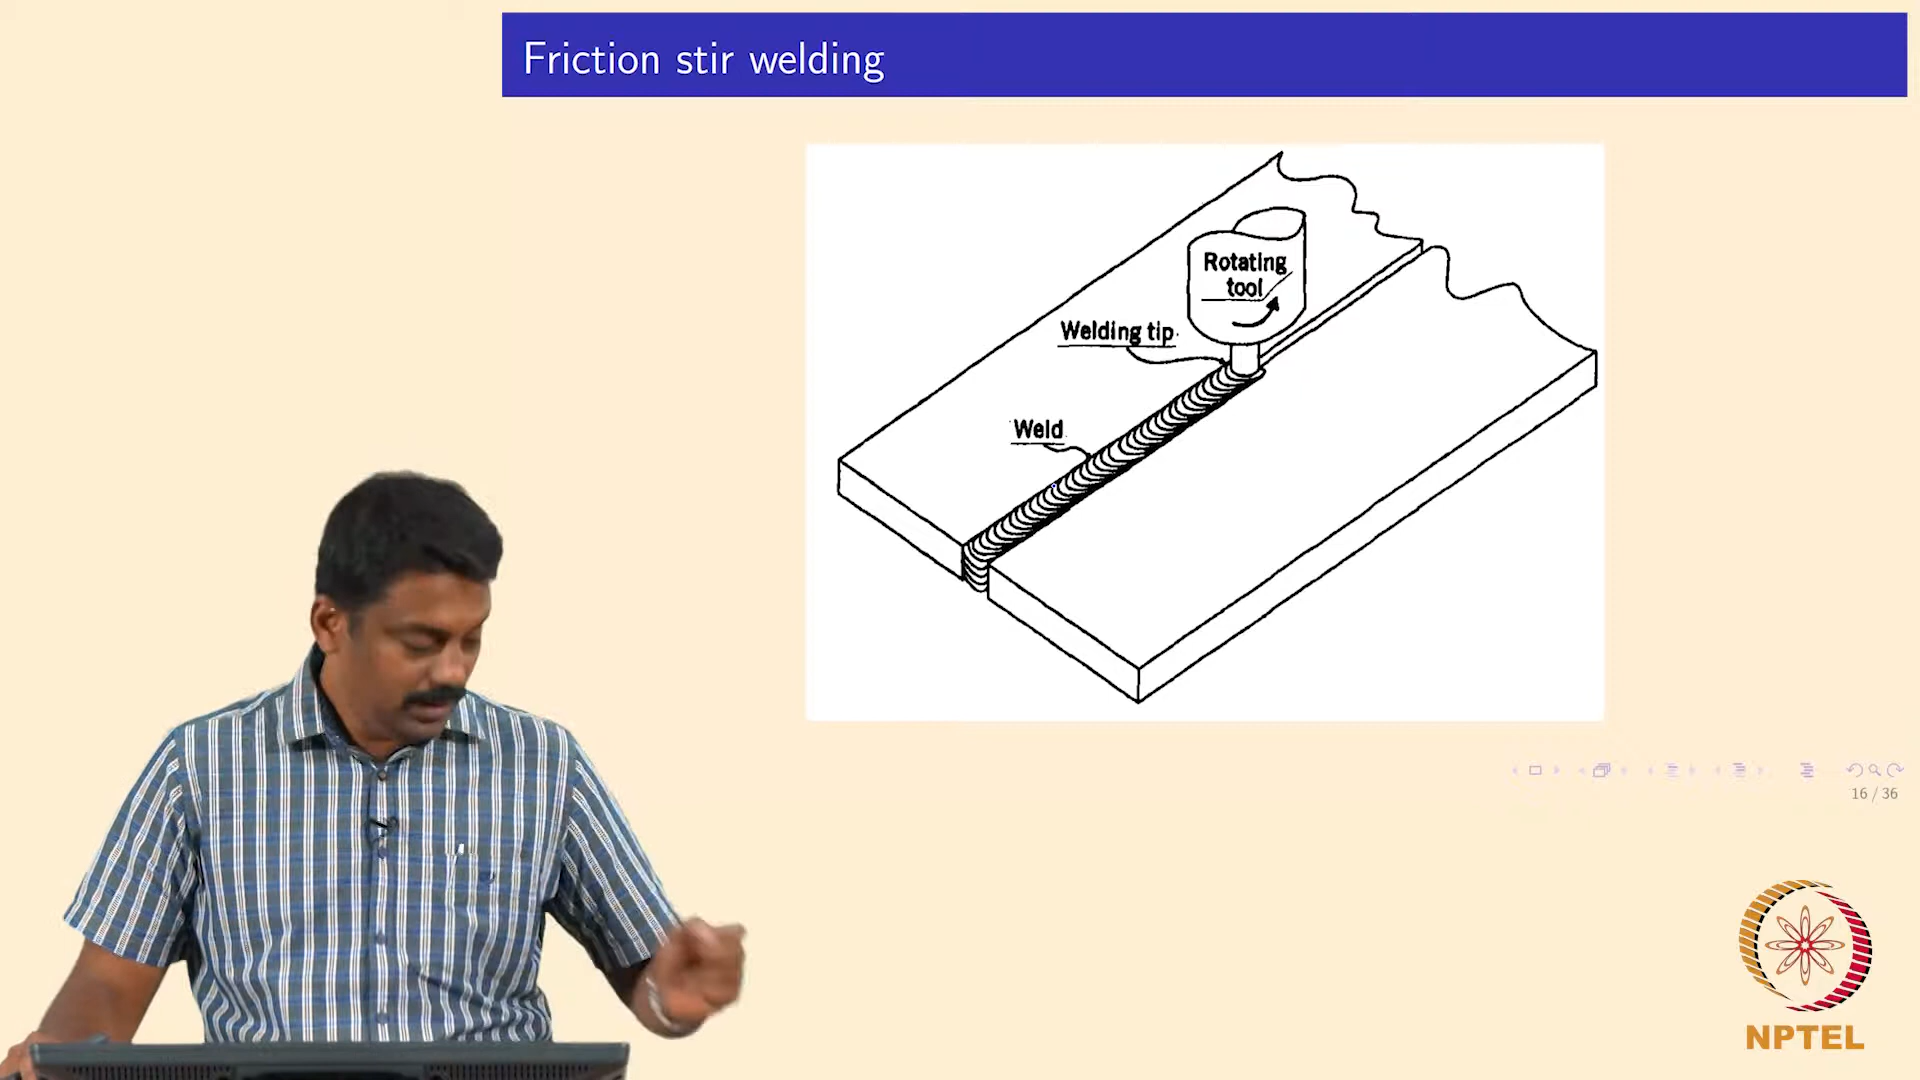 Friction stir welding
Rotating
tool
Welding tip
Weld
16 / 36
NPTEL